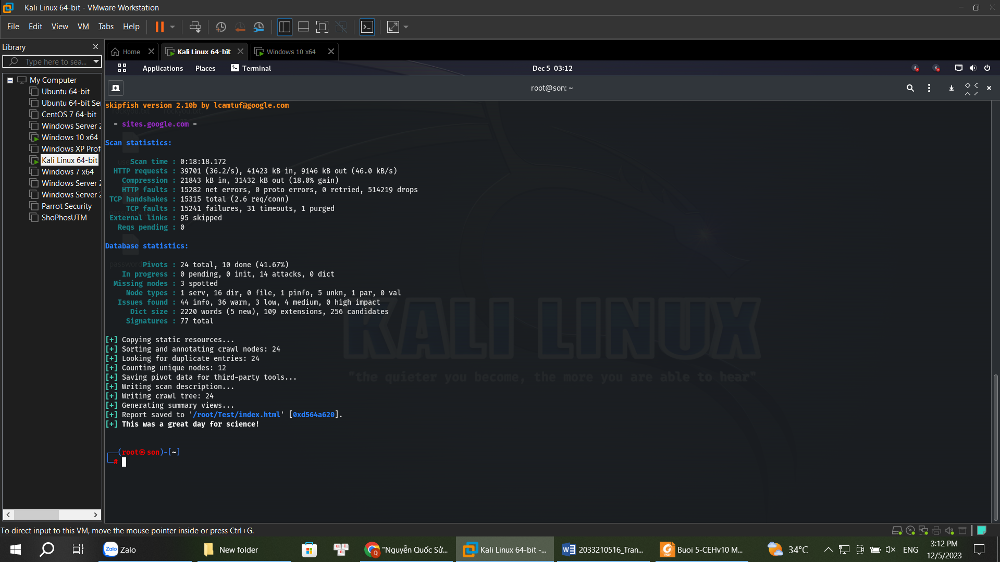 Kali Linux 64-bit - VMware Workstation
File Edit View VM Tabs Help
Library
Type here to sea...
Home
Kali Linux 64-bit
Windows 10 x64
My Computer
Ubuntu 64-bit
Ubuntu 64-bit Ser
CentOS 7 64-bit
Windows Server 2
Windows 10 x64
Windows XP Prof
Kali Linux 64-bit
Windows 7 x64
Windows Server 2
Windows Server 2
Parrot Security
ShoPhosUTM
Applications Places Terminal
Dec 5 03:12
root@son: ~
rockyou.txt rockyou.txt.
skipfish version 2.10b by lcamtuf@google.com
- sites.google.com -
Scan statistics:
Scan time : 0:18:18.172
HTTP requests : 39701 (36.2/s), 41423 kB in, 9146 kB out (46.0 kB/s)
Compression : 21843 kB in, 31432 kB out (18.0% gain)
HTTP faults : 15282 net errors, 0 proto errors, 0 retried, 514219 drops
TCP handshakes : 15315 total (2.6 req/conn)
TCP faults : 15241 failures, 31 timeouts, 1 purged
External links : 95 skipped
Reqs pending : 0
Database statistics:
Pivots : 24 total, 10 done (41.67%)
In progress : 0 pending, 0 init, 14 attacks, 0 dict
Missing nodes : 3 spotted
Node types : 1 serv, 16 dir, 0 file, 1 pinfo, 5 unkn, 1 par, 0 val
Issues found : 44 info, 36 warn, 3 low, 4 medium, 0 high impact
Dict size : 2220 words (5 new), 109 extensions, 256 candidates
Signatures : 77 total
[+] Copying static resources...
[+] Sorting and annotating crawl nodes: 24
[+] Looking for duplicate entries: 24
[+] Counting unique nodes: 12
[+] Saving pivot data for third-party tools...
[+] Writing scan description...
[+] Writing crawl tree: 24
[+] Generating summary views...
[+] Report saved to '/root/Test/index.html' [0xd564a620].
[+] This was a great day for science!
(root㉿son)-[~]
#
KALI LINUX
"the quieter you become, the more you are able to hear"
To direct input to this VM, move the mouse pointer inside or press Ctrl+G.
Zalo
New folder
"Nguyễn Quốc Sử...
Kali Linux 64-bit -...
2033210516_Tran...
Buoi 5-CEHv10 M...
34°C
ENG
3:12 PM
12/5/2023